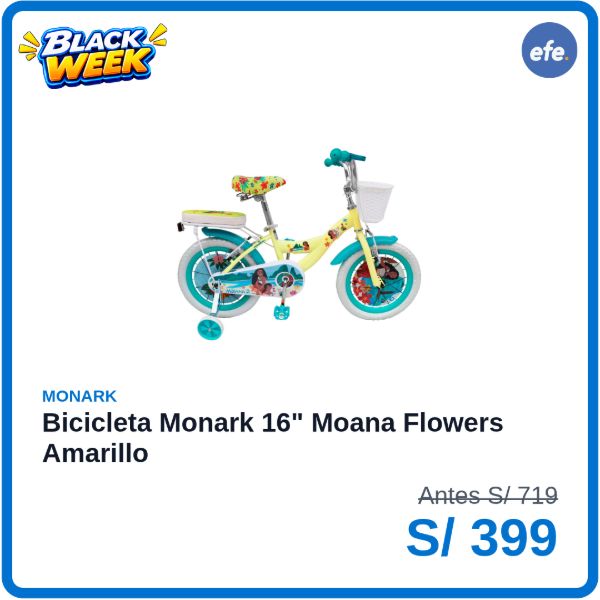 BLACK
WEEK
efe.
MONARK
Bicicleta Monark 16" Moana Flowers
Amarillo
Antes S/ 719
S/ 399